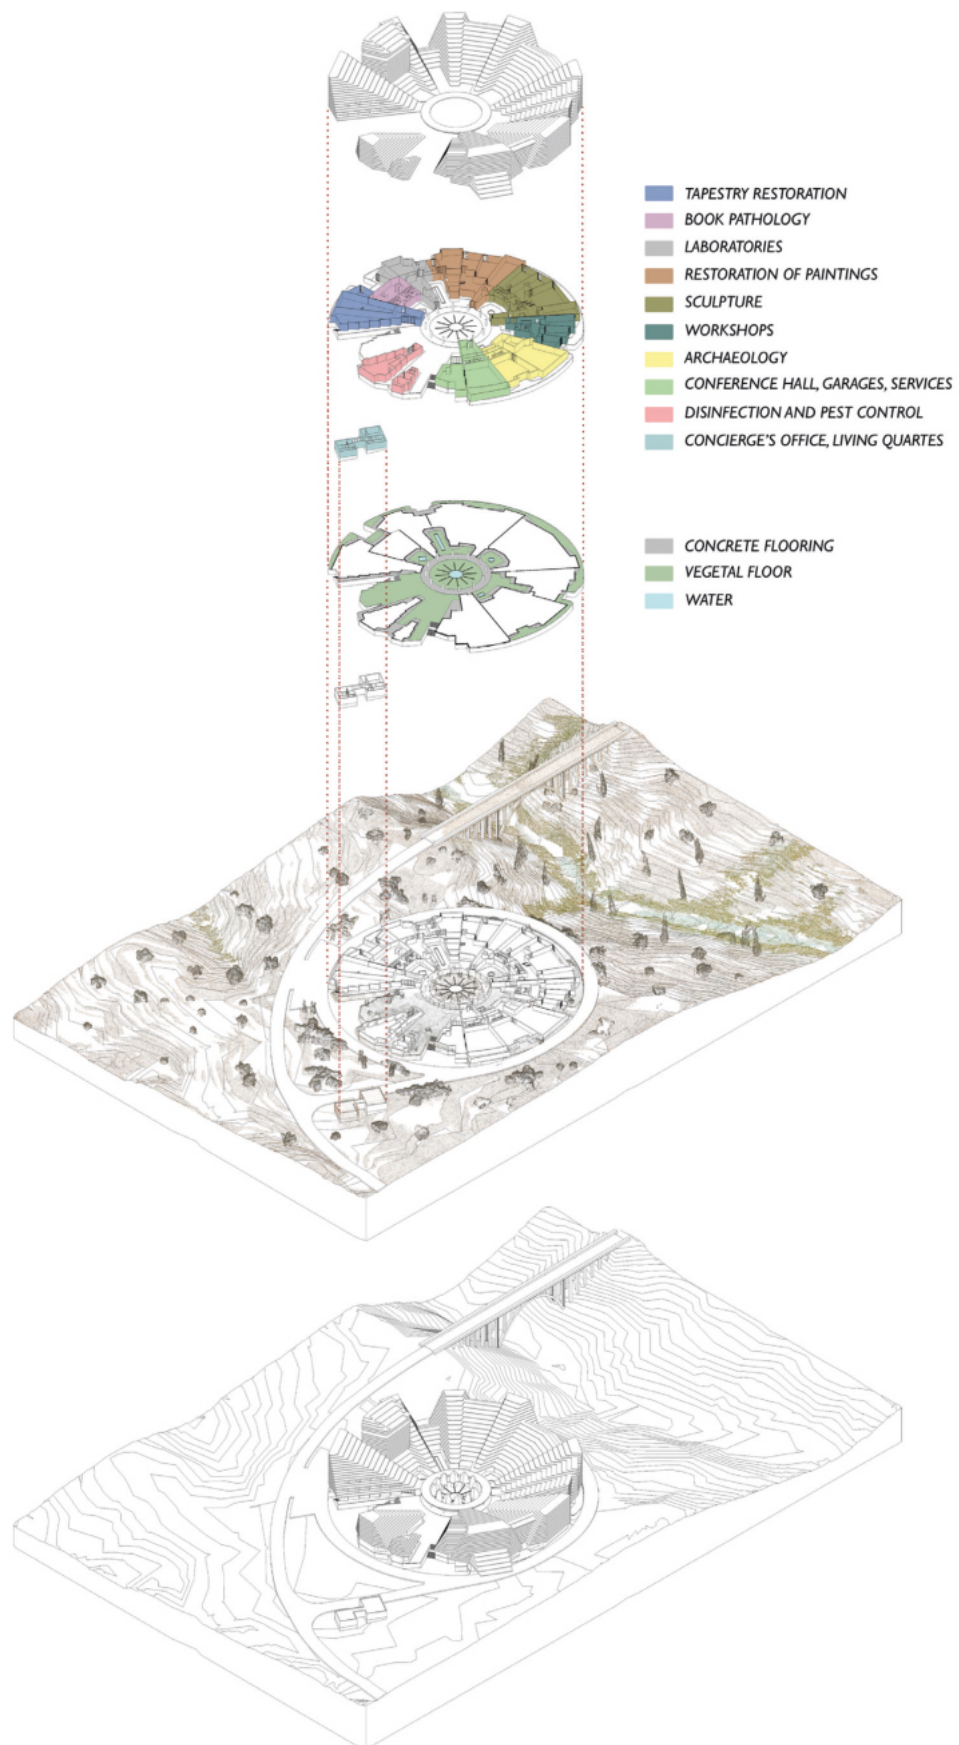 TAPESTRY RESTORATION
BOOK PATHOLOGY
LABORATORIES
RESTORATION OF PAINTINGS
SCULPTURE
WORKSHOPS
ARCHAEOLOGY
CONFERENCE HALL, GARAGES, SERVICES
DISINFECTION AND PEST CONTROL
CONCIERGE'S OFFICE, LIVING QUARTES
CONCRETE FLOORING
VEGETAL FLOOR
WATER